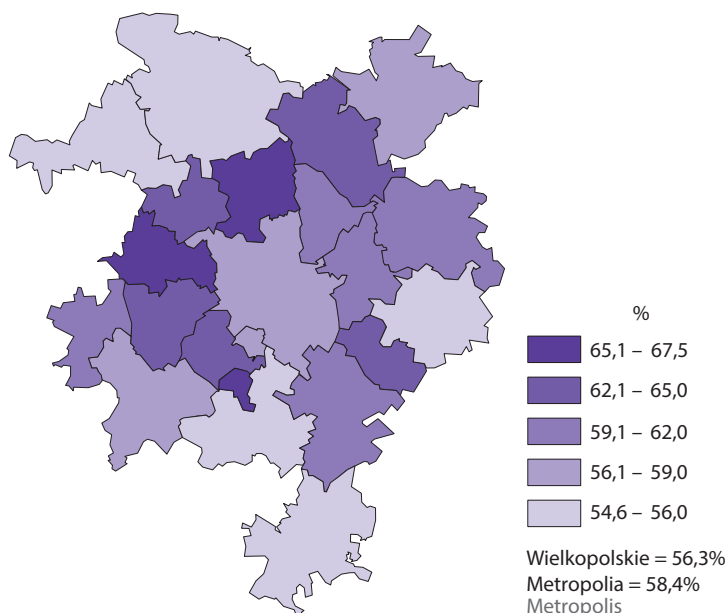 %
65,1 – 67,5
62,1 – 65,0
59,1 – 62,0
56,1 – 59,0
54,6 – 56,0
Wielkopolskie = 56,3%
Metropolia = 58,4%
Metropolis